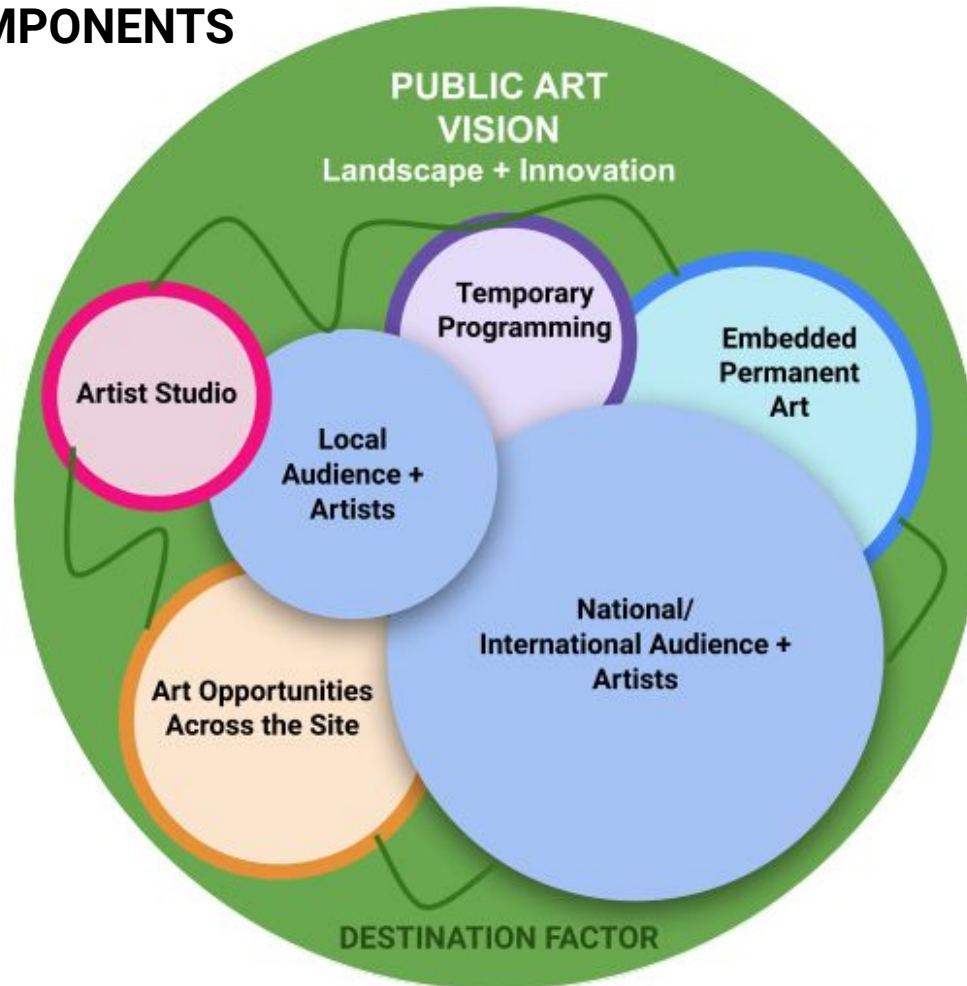 MPONENTS
PUBLIC ART
VISION
Landscape + Innovation
Temporary
Programming
Embedded
Permanent
Art
Artist Studio
Local
Audience +
Artists
National/
International Audience +
Artists
Art Opportunities
Across the Site
DESTINATION FACTOR